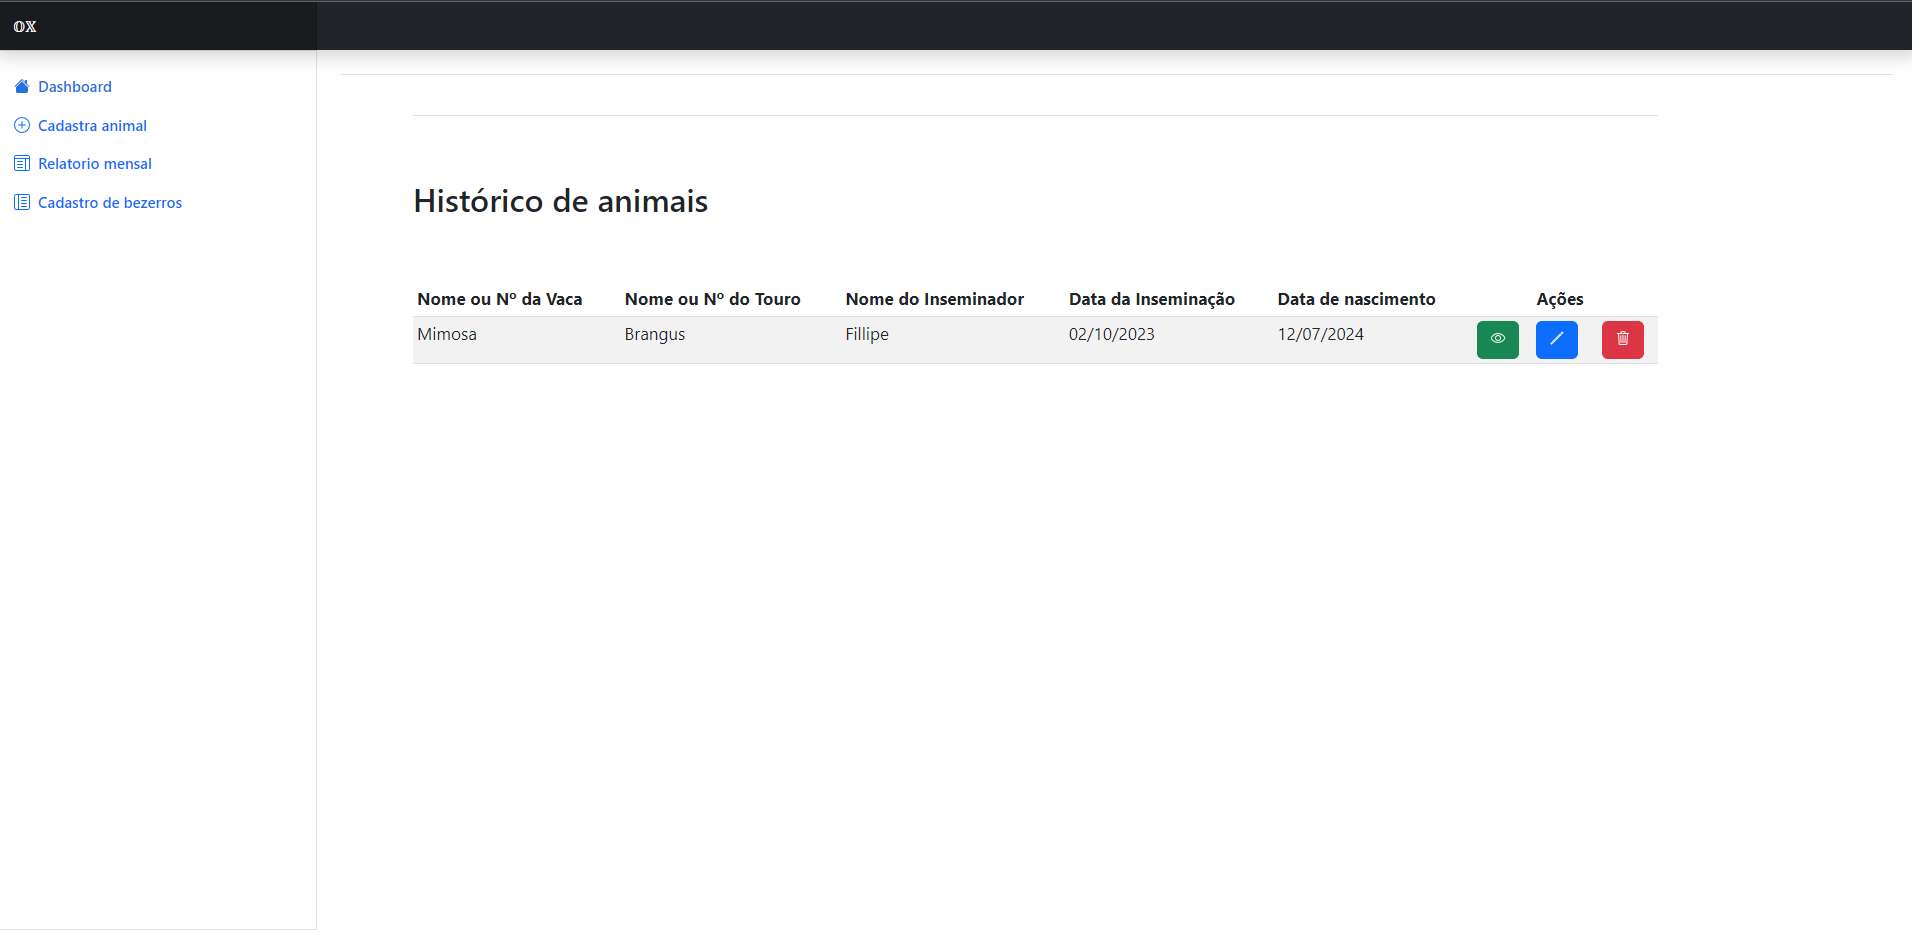 OX
Dashboard
Cadastra animal
Relatorio mensal
Cadastro de bezerros
Histórico de animais
Nome ou Nº da Vaca Nome ou Nº do Touro Nome do Inseminador Data da Inseminação Data de nascimento Ações
Mimosa Brangus Fillipe 02/10/2023 12/07/2024